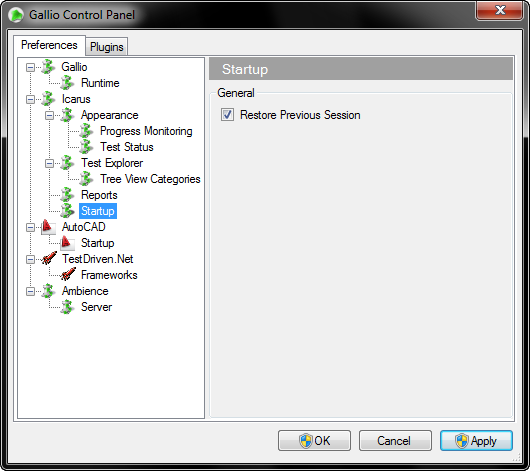 Gallio Control Panel
Preferences
Plugins
Gallio
Runtime
Icarus
Appearance
Progress Monitoring
Test Status
Test Explorer
Tree View Categories
Reports
Startup
AutoCAD
Startup
TestDriven.Net
Frameworks
Ambience
Server
Startup
General
Restore Previous Session
OK
Cancel
Apply